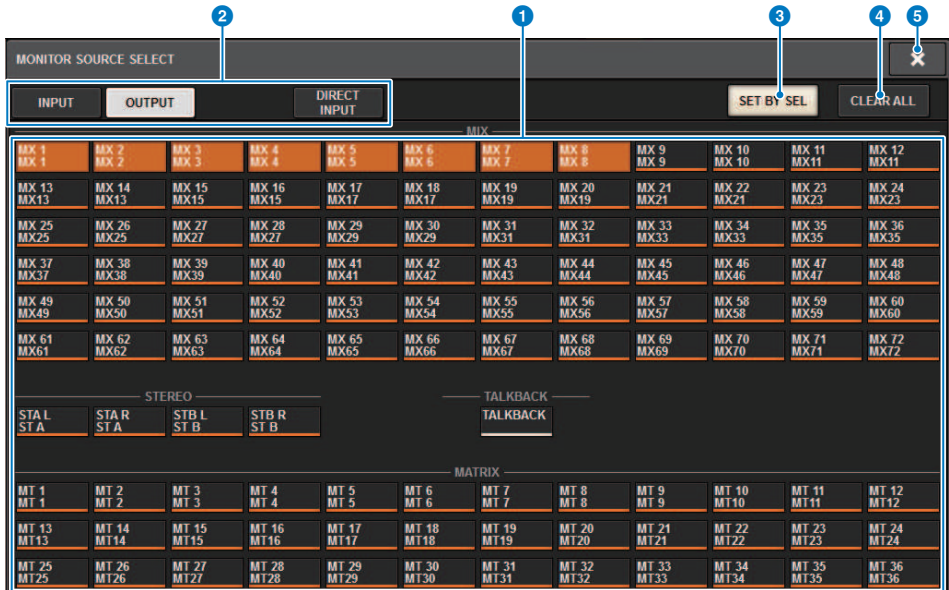 2 1 3 4 5
MONITOR SOURCE SELECT ×
INPUT OUTPUT DIRECT INPUT SET BY SEL CLEAR ALL
MIX
MX 1 MX 2 MX 3 MX 4 MX 5 MX 6 MX 7 MX 8 MX 9 MX 10 MX 11 MX 12
MX 1 MX 2 MX 3 MX 4 MX 5 MX 6 MX 7 MX 8 MX 9 MX 10 MX11 MX12
MX 13 MX 14 MX 15 MX 16 MX 17 MX 18 MX 19 MX 20 MX 21 MX 22 MX 23 MX 24
MX13 MX13 MX15 MX15 MX17 MX17 MX19 MX19 MX21 MX21 MX23 MX23
MX 25 MX 26 MX 27 MX 28 MX 29 MX 30 MX 31 MX 32 MX 33 MX 34 MX 35 MX 36
MX25 MX25 MX27 MX27 MX29 MX29 MX31 MX31 MX33 MX33 MX35 MX35
MX 37 MX 38 MX 39 MX 40 MX 41 MX 42 MX 43 MX 44 MX 45 MX 46 MX 47 MX 48
MX37 MX38 MX39 MX40 MX41 MX42 MX43 MX44 MX45 MX46 MX47 MX48
MX 49 MX 50 MX 51 MX 52 MX 53 MX 54 MX 55 MX 56 MX 57 MX 58 MX 59 MX 60
MX49 MX50 MX51 MX52 MX53 MX54 MX55 MX56 MX57 MX58 MX59 MX60
MX 61 MX 62 MX 63 MX 64 MX 65 MX 66 MX 67 MX 68 MX 69 MX 70 MX 71 MX 72
MX61 MX62 MX63 MX64 MX65 MX66 MX67 MX68 MX69 MX70 MX71 MX72
STEREO TALKBACK
STA L STA R STB L STB R TALKBACK
ST A ST A ST B ST B
MATRIX
MT 1 MT 2 MT 3 MT 4 MT 5 MT 6 MT 7 MT 8 MT 9 MT 10 MT 11 MT 12
MT 1 MT 2 MT 3 MT 4 MT 5 MT 6 MT 7 MT 8 MT 9 MT10 MT11 MT12
MT 13 MT 14 MT 15 MT 16 MT 17 MT 18 MT 19 MT 20 MT 21 MT 22 MT 23 MT 24
MT13 MT14 MT15 MT16 MT17 MT18 MT19 MT20 MT21 MT22 MT23 MT24
MT 25 MT 26 MT 27 MT 28 MT 29 MT 30 MT 31 MT 32 MT 33 MT 34 MT 35 MT 36
MT25 MT26 MT27 MT28 MT29 MT30 MT31 MT32 MT33 MT34 MT35 MT36